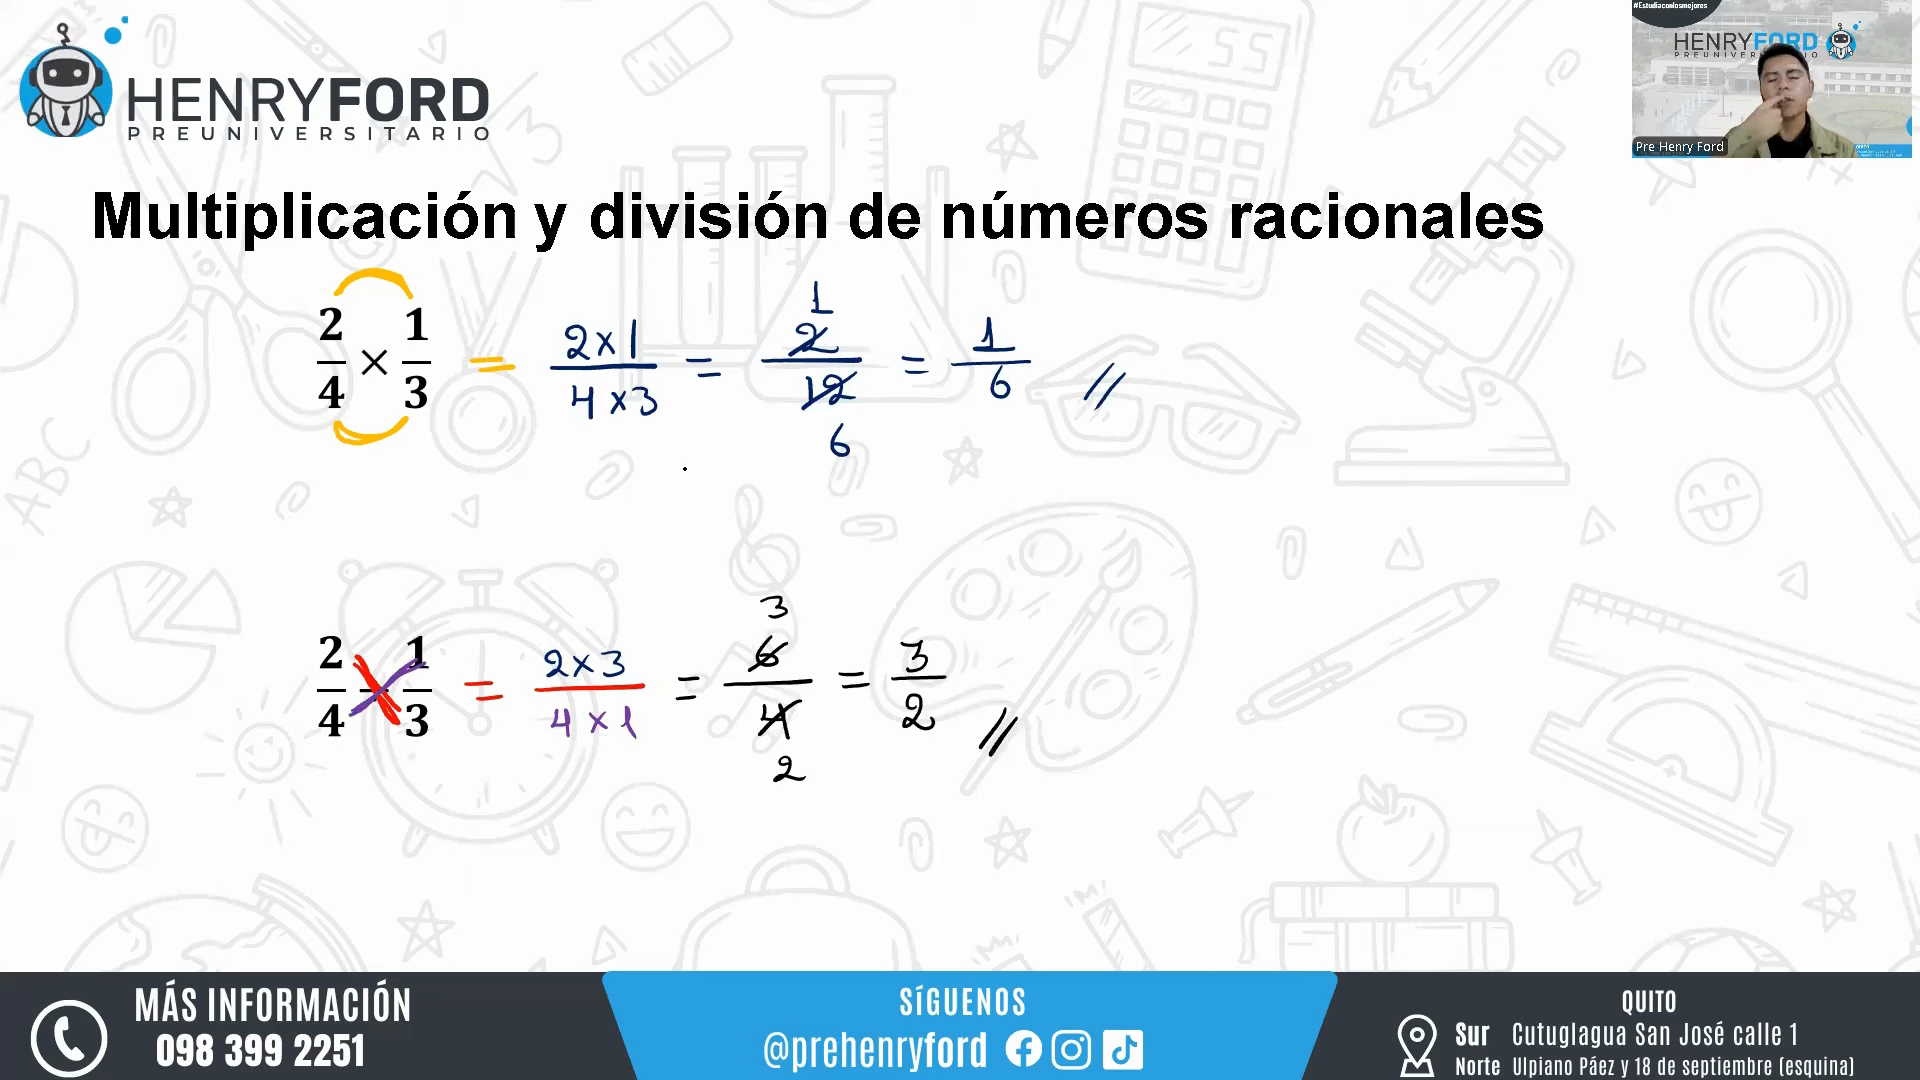 #Estudiaconlosmejores
HENRYFORD
PREUNIVERSITARIO
Pre Henry Ford
HENRYFORD
PREUNIVERSITARIO
Multiplicación y división de números racionales
2/4 × 1/3 = 2×1/4×3 = 2/12 = 1/6 //
1
6
2/4 ÷ 1/3 = 2×3/4×1 = 6/4 = 3/2 //
3
2
ABC
MÁS INFORMACIÓN
098 399 2251
SÍGUENOS
@prehenryford
QUITO
Sur Cutuglagua San José calle 1
Norte Ulpiano Páez y 18 de septiembre (esquina)